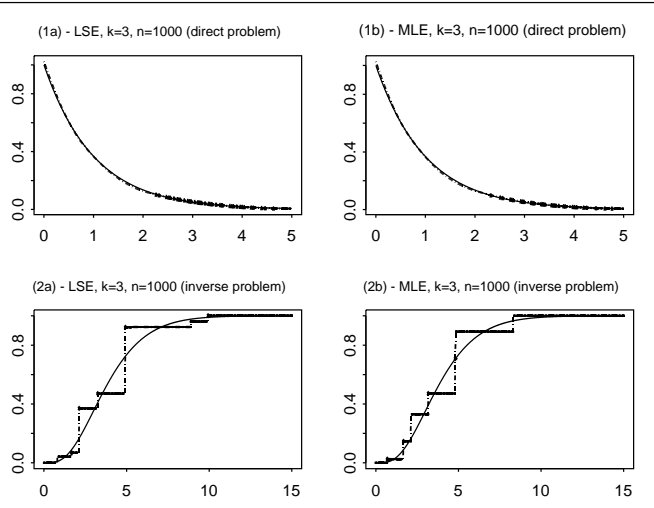 (1a) - LSE, k=3, n=1000 (direct problem)
0.0 0.4 0.8
0 1 2 3 4 5
(1b) - MLE, k=3, n=1000 (direct problem)
0.0 0.4 0.8
0 1 2 3 4 5
(2a) - LSE, k=3, n=1000 (inverse problem)
0.0 0.4 0.8
0 5 10 15
(2b) - MLE, k=3, n=1000 (inverse problem)
0.0 0.4 0.8
0 5 10 15